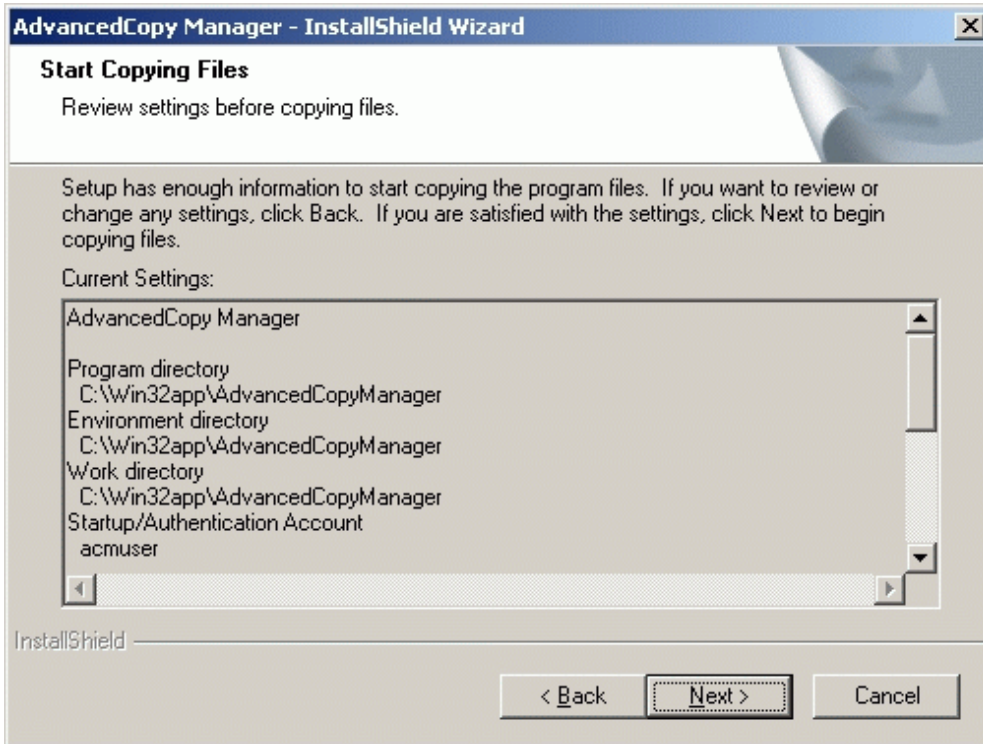 AdvancedCopy Manager - InstallShield Wizard
Start Copying Files
Review settings before copying files.
Setup has enough information to start copying the program files.  If you want to review or
change any settings, click Back.  If you are satisfied with the settings, click Next to begin
copying files.
Current Settings:
AdvancedCopy Manager
Program directory
C:\Win32app\AdvancedCopyManager
Environment directory
C:\Win32app\AdvancedCopyManager
Work directory
C:\Win32app\AdvancedCopyManager
Startup/Authentication Account
acmuser
InstallShield
< Back
Next >
Cancel